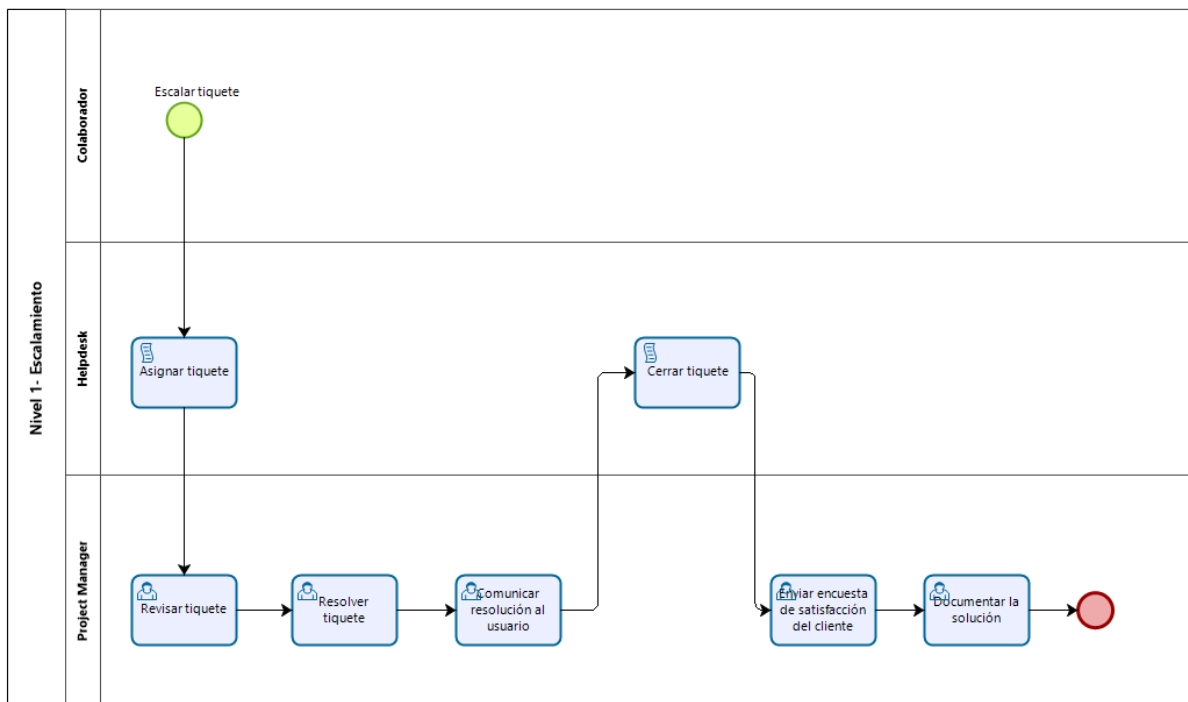 Nivel 1- Escalamiento
Colaborador
Escalar tiquete
Helpdesk
Asignar tiquete
Cerrar tiquete
Project Manager
Revisar tiquete
Resolver
tiquete
Comunicar
resolución al
usuario
Enviar encuesta
de satisfacción
del cliente
Documentar la
solución